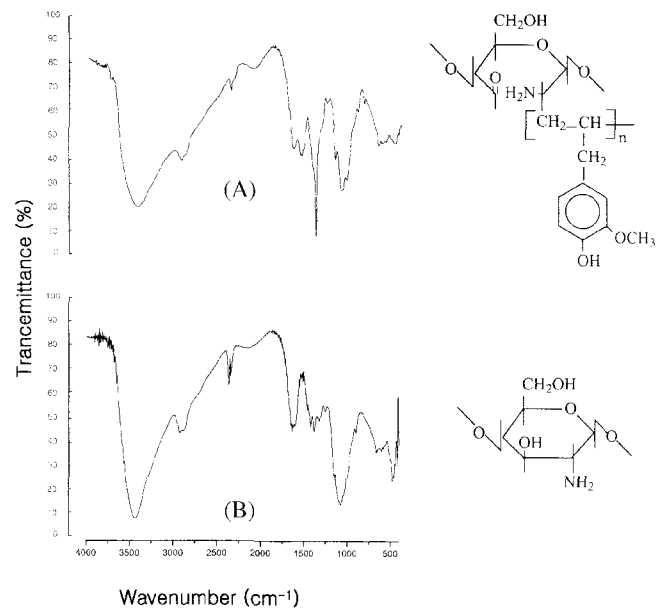 100
90
80
70
60
50
40
30
20
10
0
(A)
100
90
80
70
60
50
40
30
20
10
0
(B)
4000 3500 3000 2500 2000 1500 1000 500
Trancemittance (%)
Wavenumber (cm⁻¹)
CH₂OH
O
O
O
O
H₂N
CH₂ CH
n
CH₂
OCH₃
OH
CH₂OH
O
O
OH
O
NH₂